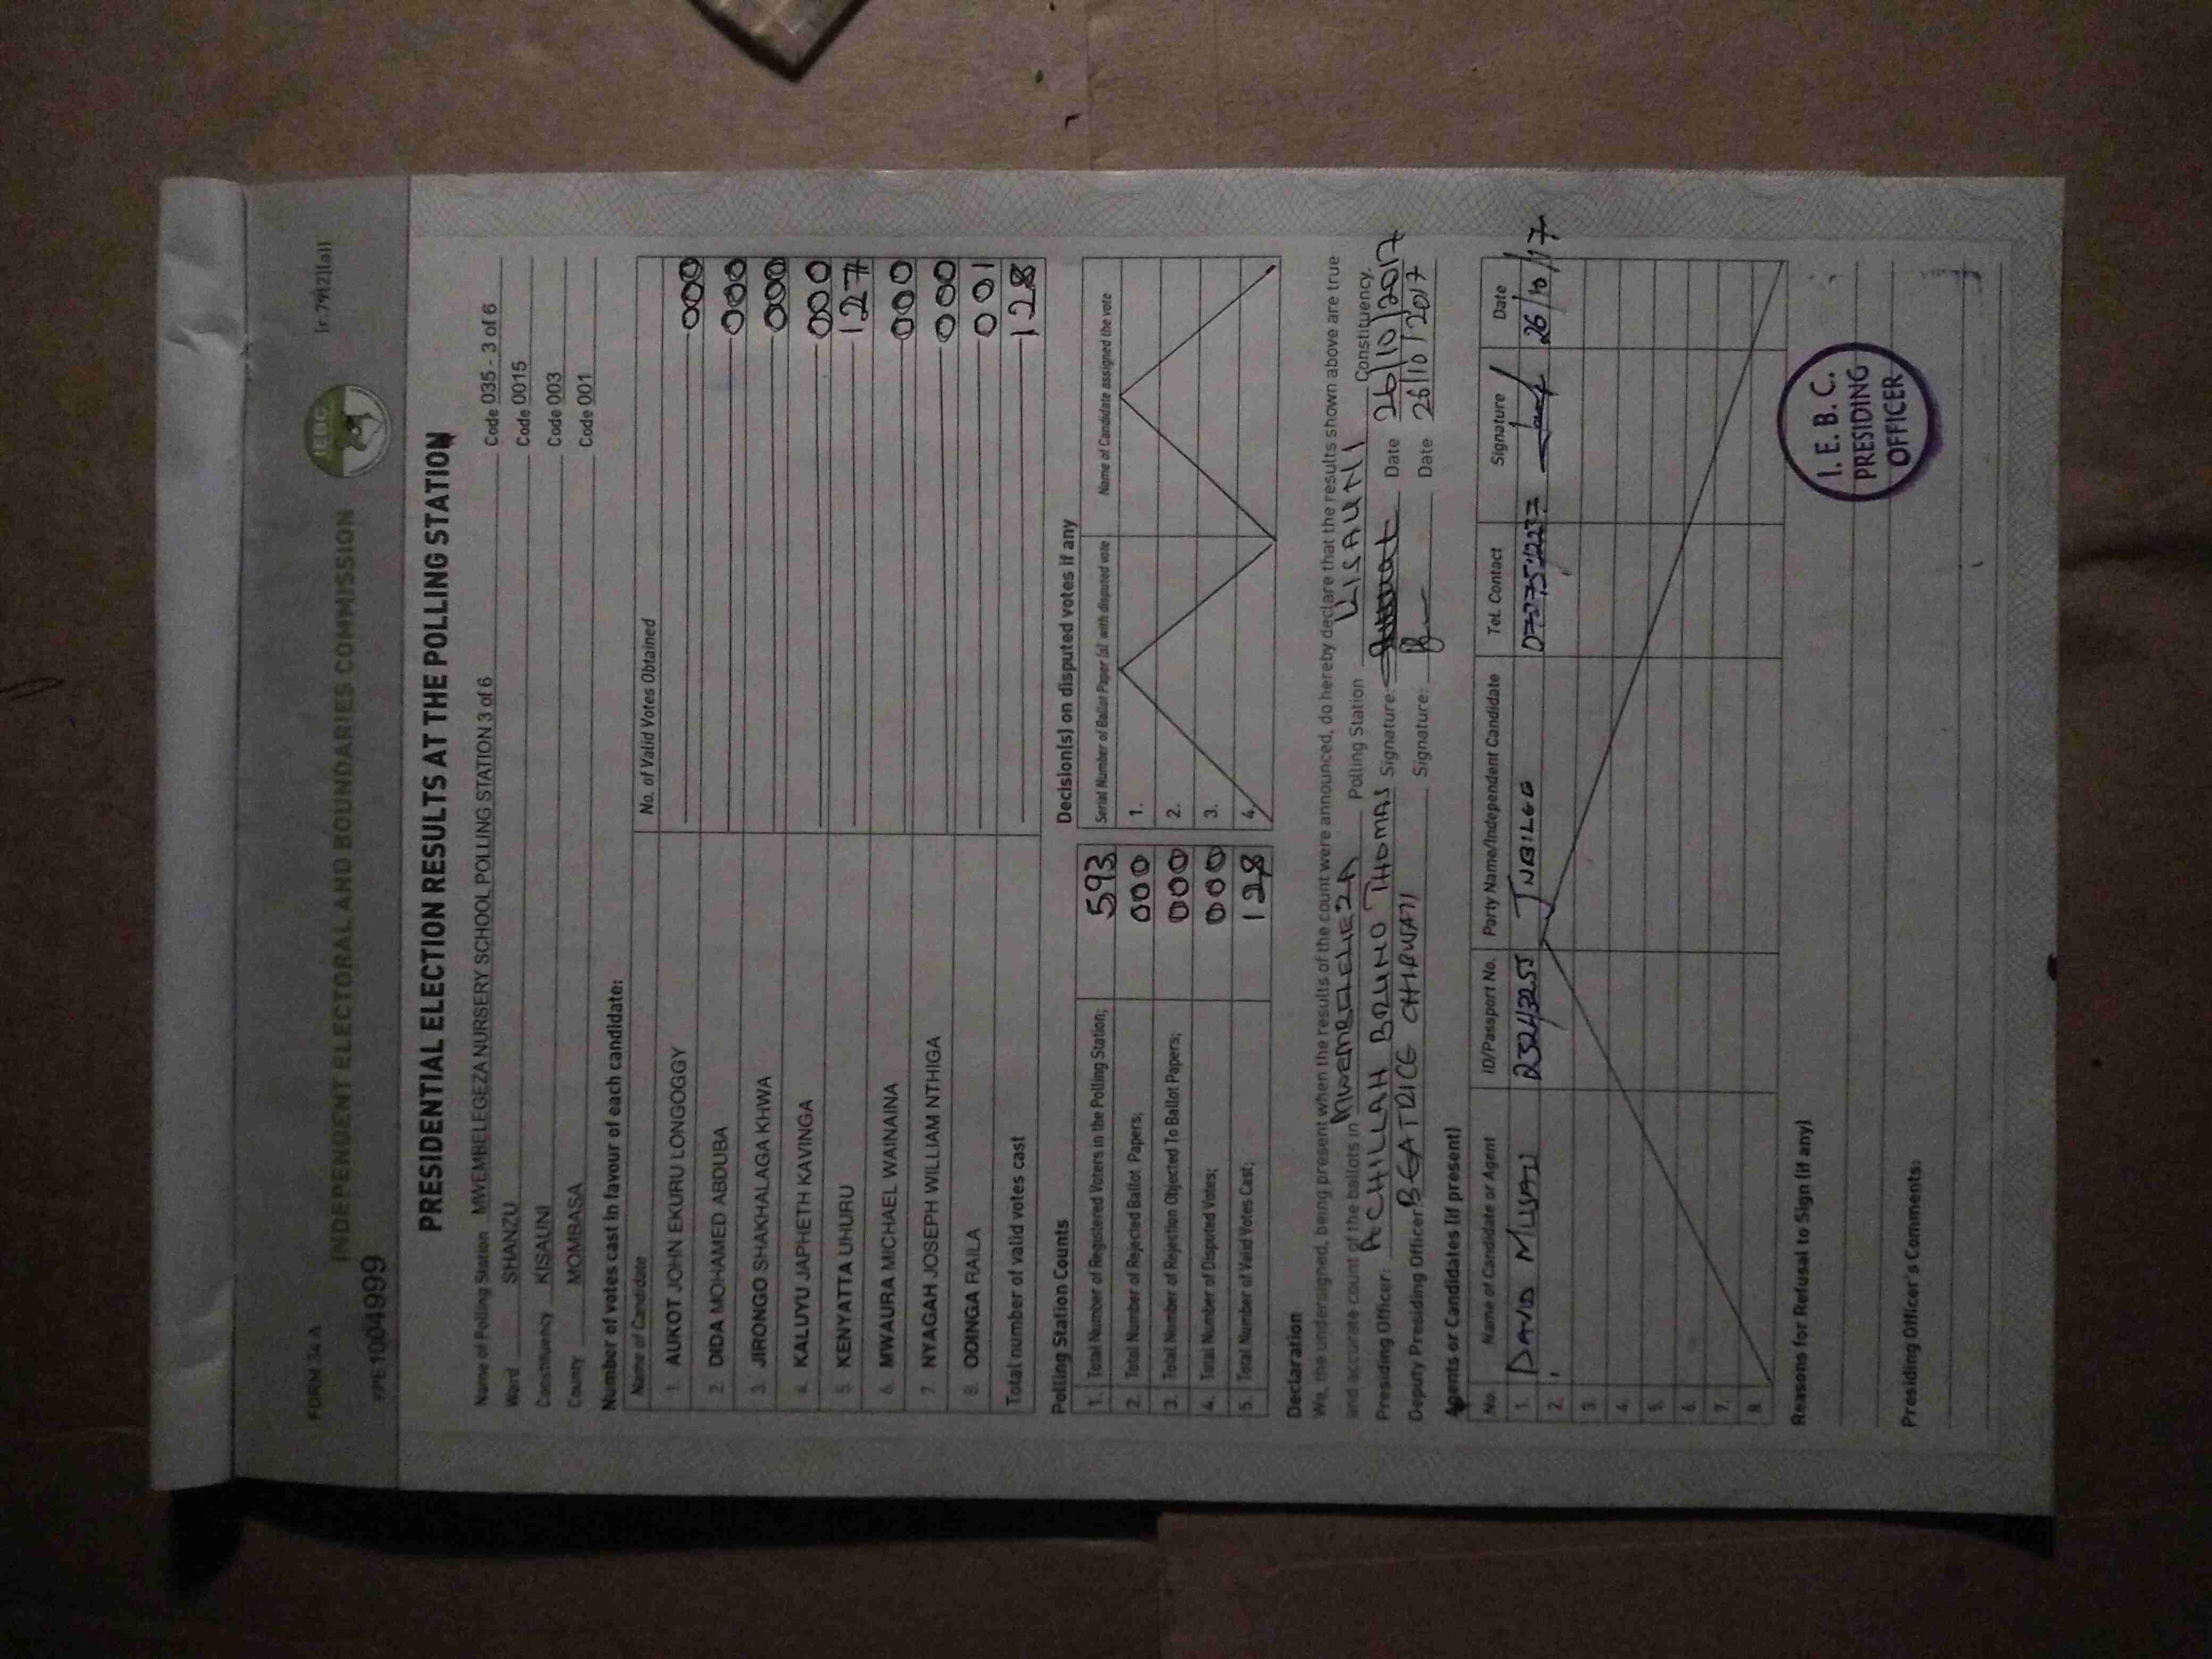 FORM 34 A
(r.79(2)(a))
INDEPENDENT ELECTORAL AND BOUNDARIES COMMISSION
IEBC
#PE1004999
PRESIDENTIAL ELECTION RESULTS AT THE POLLING STATION
Name of Polling Station MWEMBELEGEZA NURSERY SCHOOL POLLING STATION 3 of 6 Code 035 - 3 of 6
Ward SHANZU Code 0015
Constituency KISAUNI Code 003
County MOMBASA Code 001
Number of votes cast in favour of each candidate:
Name of Candidate No. of Valid Votes Obtained
1. AUKOT JOHN EKURU LONGOGGY 000
2. DIDA MOHAMED ABDUBA 000
3. JIRONGO SHAKHALAGA KHWA 000
4. KALUYU JAPHETH KAVINGA 000
5. KENYATTA UHURU 127
6. MWAURA MICHAEL WAINAINA 000
7. NYAGAH JOSEPH WILLIAM NTHIGA 000
8. ODINGA RAILA 001
Total number of valid votes cast 128
Polling Station Counts
1. Total Number of Registered Voters in the Polling Station; 593
2. Total Number of Rejected Ballot Papers; 000
3. Total Number of Rejection Objected To Ballot Papers; 000
4. Total Number of Disputed Votes; 000
5. Total Number of Valid Votes Cast; 128
Decision(s) on disputed votes if any
Serial Number of Ballot Paper (s) with disputed vote Name of Candidate assigned the vote
1.
2.
3.
4.
Declaration
We, the undersigned, being present when the results of the count were announced, do hereby declare that the results shown above are true
and accurate count of the ballots in Polling Station KISAUNI Constituency.
Presiding Officer: ACHILLAH BRUNO THOMAS Signature: Date 26/10/2017
Deputy Presiding Officer: BEATRICE CHIRWATI Signature: Date 26/10/2017
Agents or Candidates (if present)
No. Name of Candidate or Agent ID/Passport No. Party Name/Independent Candidate Tel. Contact Signature Date
1. DAVID 26/10/17
2.
3.
4.
5.
6.
7.
8.
Reasons for Refusal to Sign (if any)
Presiding Officer's Comments:
I. E. B. C.
PRESIDING
OFFICER